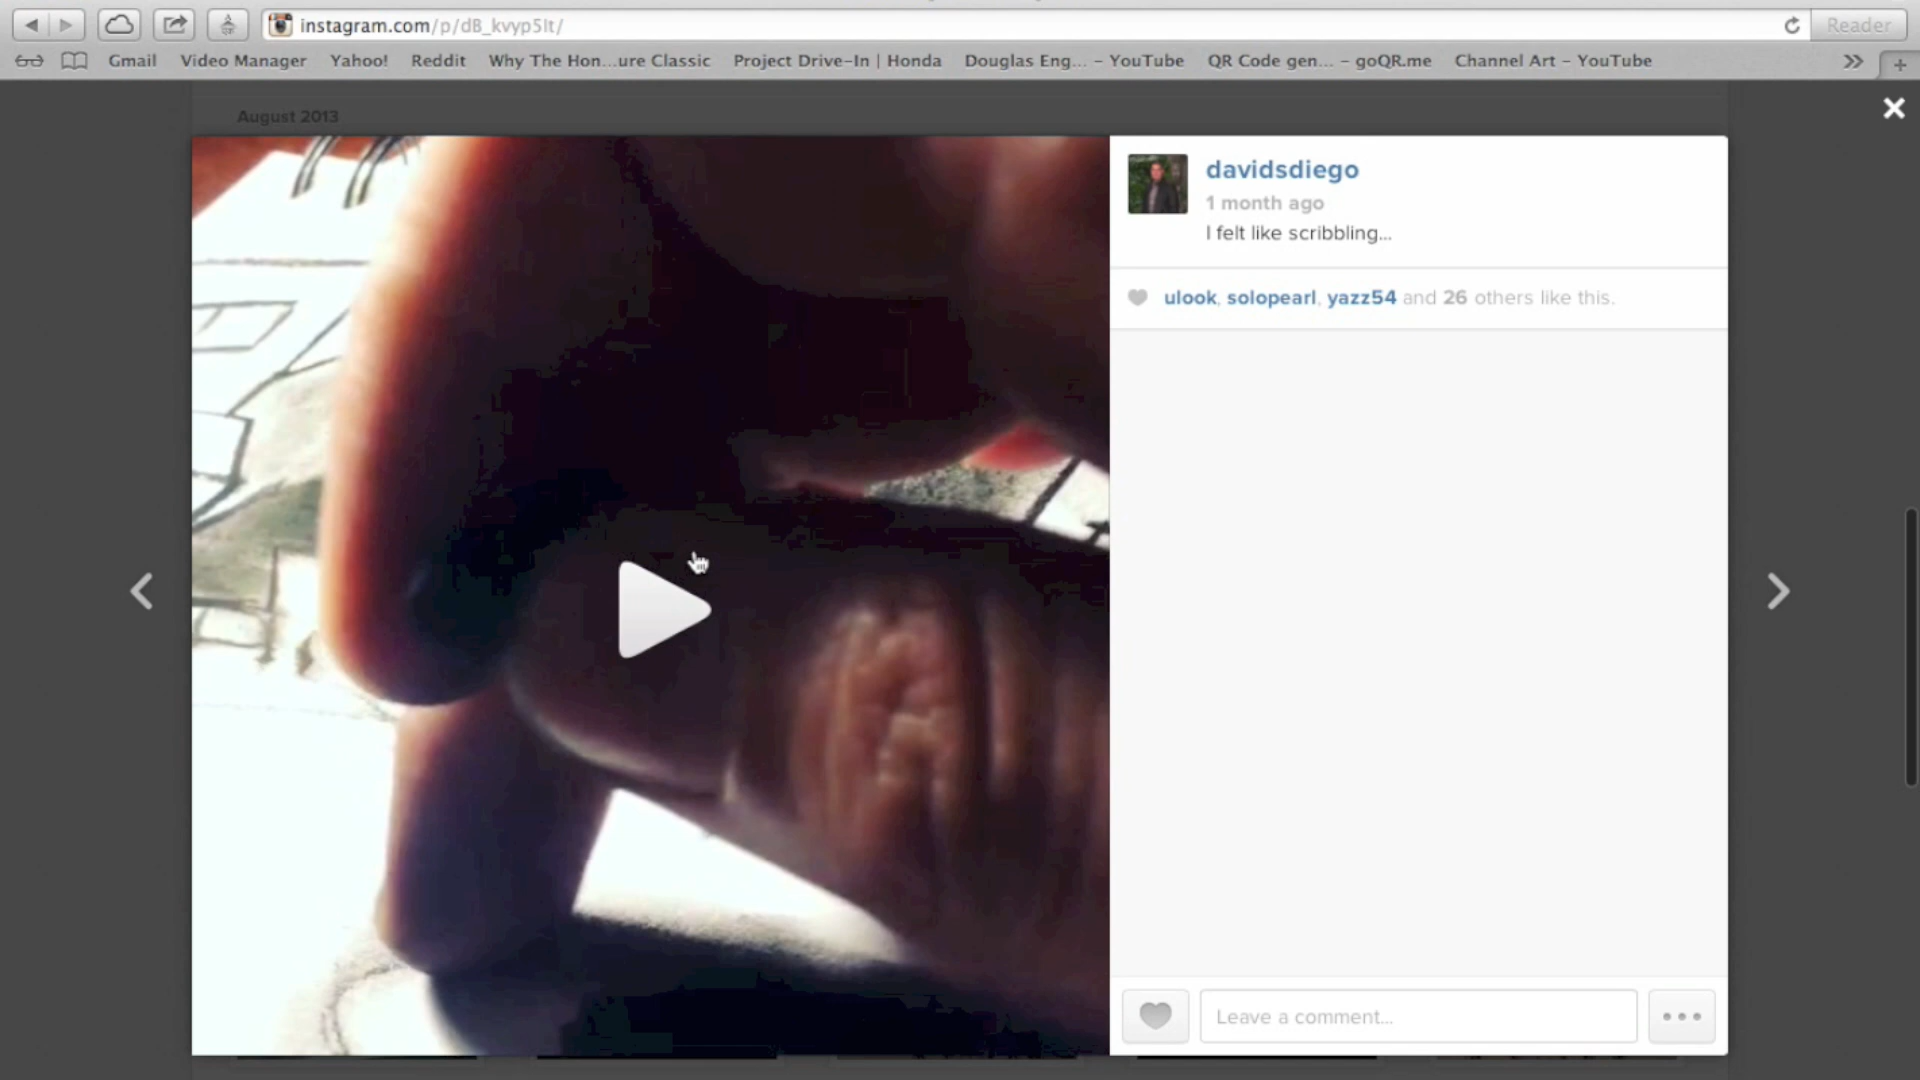 instagram.com/p/dB_kvyp5lt/
Reader
Gmail
Video Manager
Yahoo!
Reddit
Why The Hon...ure Classic
Project Drive-In | Honda
Douglas Eng... - YouTube
QR Code gen... - goQR.me
Channel Art - YouTube
August 2013
davidsdiego
1 month ago
I felt like scribbling...
ulook, solopearl, yazz54 and 26 others like this.
Leave a comment...